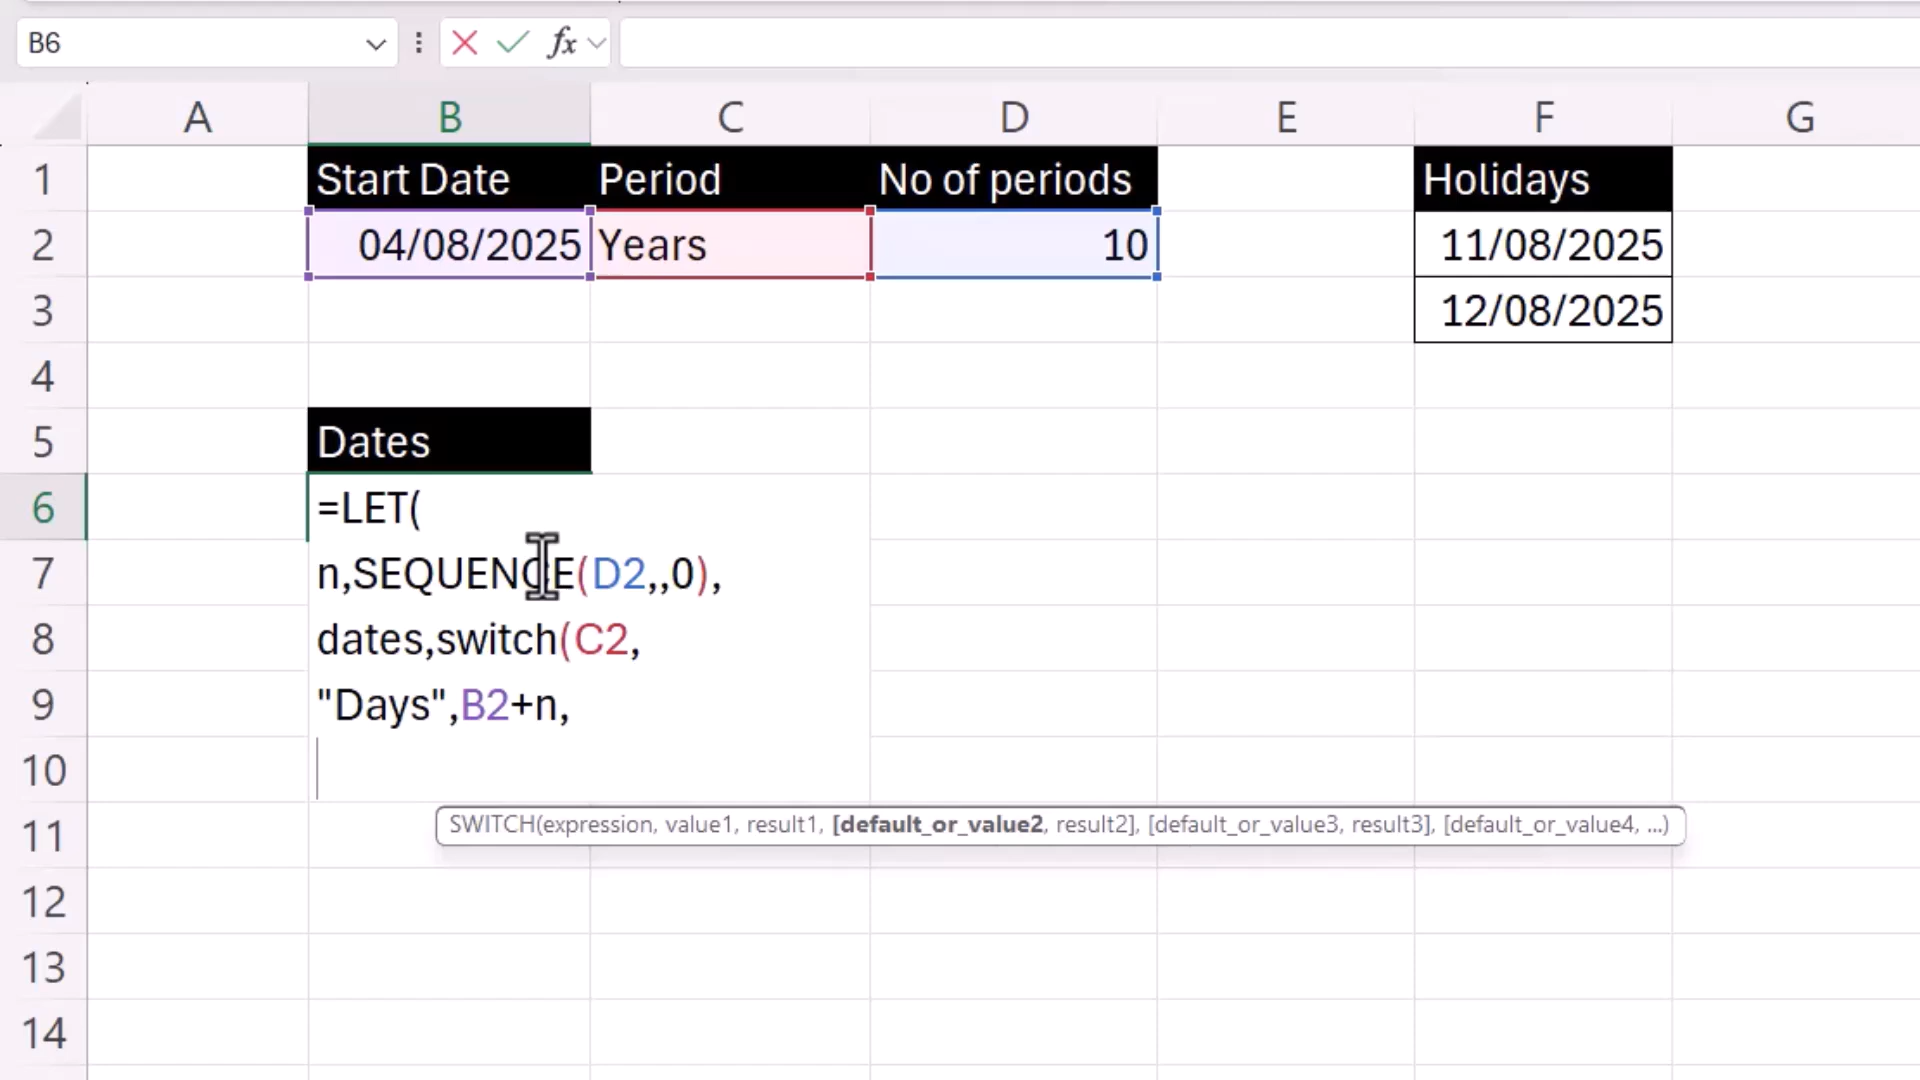 B6
fx
A B C D E F G
1 Start Date Period No of periods Holidays
2 04/08/2025 Years 10 11/08/2025
3 12/08/2025
4
5 Dates
6 =LET(
7 n,SEQUENCE(D2,,0),
8 dates,switch(C2,
9 "Days",B2+n,
10
11 SWITCH(expression, value1, result1, [default_or_value2, result2], [default_or_value3, result3], [default_or_value4, ...)
12
13
14